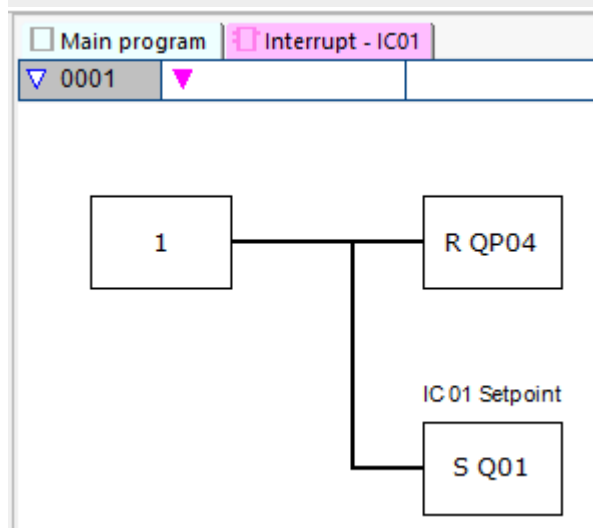 Main program Interrupt - IC01
0001
1 R QP04
IC 01 Setpoint
S Q01